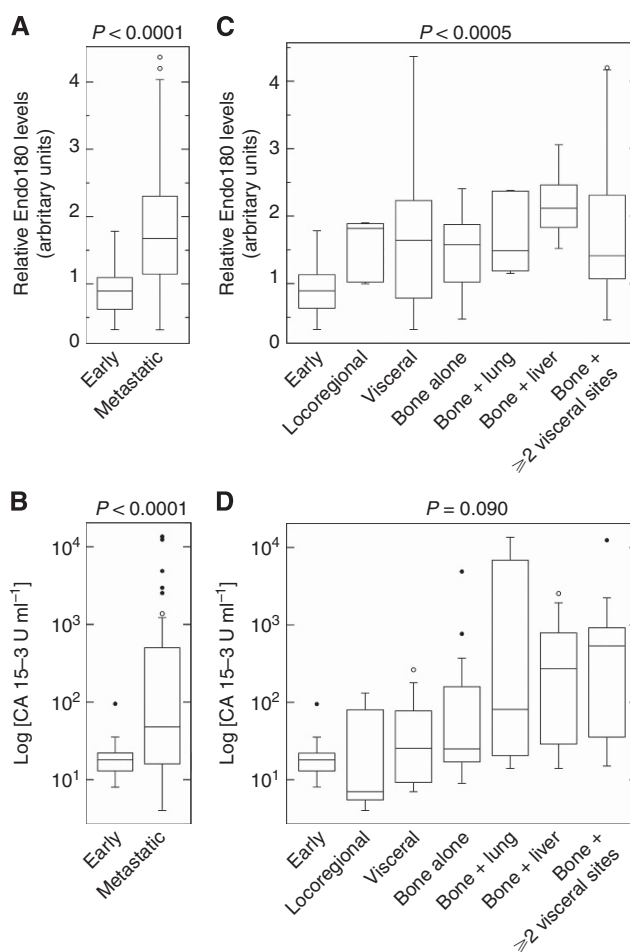 A
P < 0.0001
Relative Endo180 levels
(arbritary units)
4
3
2
1
0
Early
Metastatic
C
P < 0.0005
Relative Endo180 levels
(arbritary units)
4
3
2
1
0
Early
Locoregional
Visceral
Bone alone
Bone + lung
Bone + liver
Bone +
⩾2 visceral sites
B
P < 0.0001
Log [CA 15–3 U ml⁻¹]
10⁴
10³
10²
10¹
Early
Metastatic
D
P = 0.090
Log [CA 15–3 U ml⁻¹]
10⁴
10³
10²
10¹
Early
Locoregional
Visceral
Bone alone
Bone + lung
Bone + liver
Bone +
⩾2 visceral sites